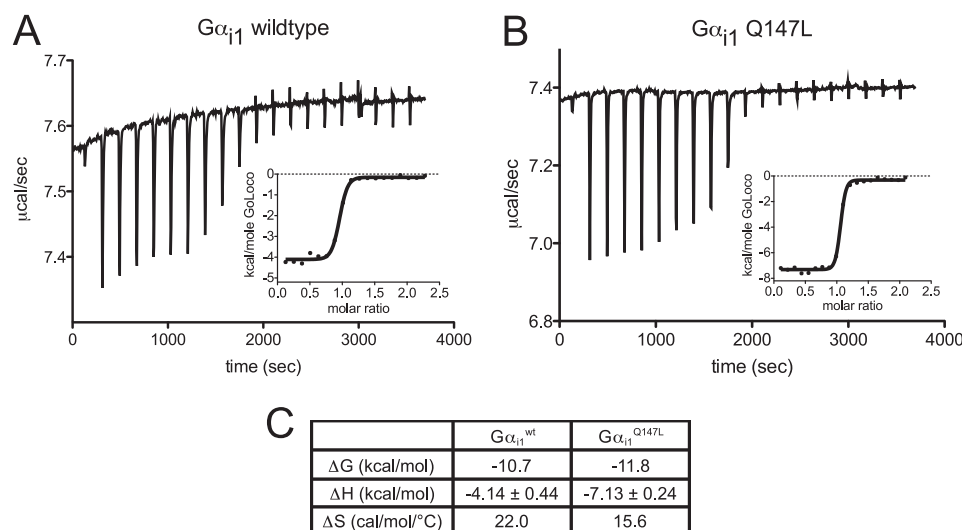 A
Gαi1 wildtype
7.7
7.6
7.5
7.4
μcal/sec
0 1000 2000 3000 4000
time (sec)
kcal/mole GoLoco
0
-1
-2
-3
-4
-5
0.0 0.5 1.0 1.5 2.0 2.5
molar ratio
B
Gαi1 Q147L
7.4
7.2
7.0
6.8
μcal/sec
0 1000 2000 3000 4000
time (sec)
kcal/mole GoLoco
0
-2
-4
-6
-8
0.0 0.5 1.0 1.5 2.0 2.5
molar ratio
C
Gαi1wt Gαi1Q147L
ΔG (kcal/mol) -10.7 -11.8
ΔH (kcal/mol) -4.14 ± 0.44 -7.13 ± 0.24
ΔS (cal/mol/°C) 22.0 15.6